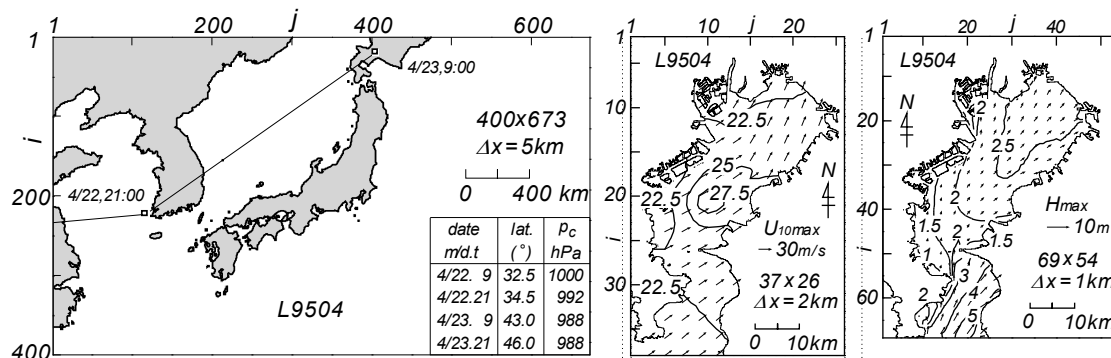 1 200 j 400 600
1
i
200
400
4/23,9:00
4/22,21:00
400x673
Δx=5km
0 400 km
L9504
date lat. pc
m/d.t (°) hPa
4/22. 9 32.5 1000
4/22.21 34.5 992
4/23. 9 43.0 988
4/23.21 46.0 988
1 10 j 20
1
10
20
i
30
L9504
22.5
25
27.5
22.5
22.5
N
U10max
30m/s
37x26
Δx=2km
0 10km
1 20 j 40
1
20
40
i
60
L9504
N
2
2.5
2
1.5
2
1.5
1
3
2
4
5
Hmax
10m
69x54
Δx=1km
0 10km